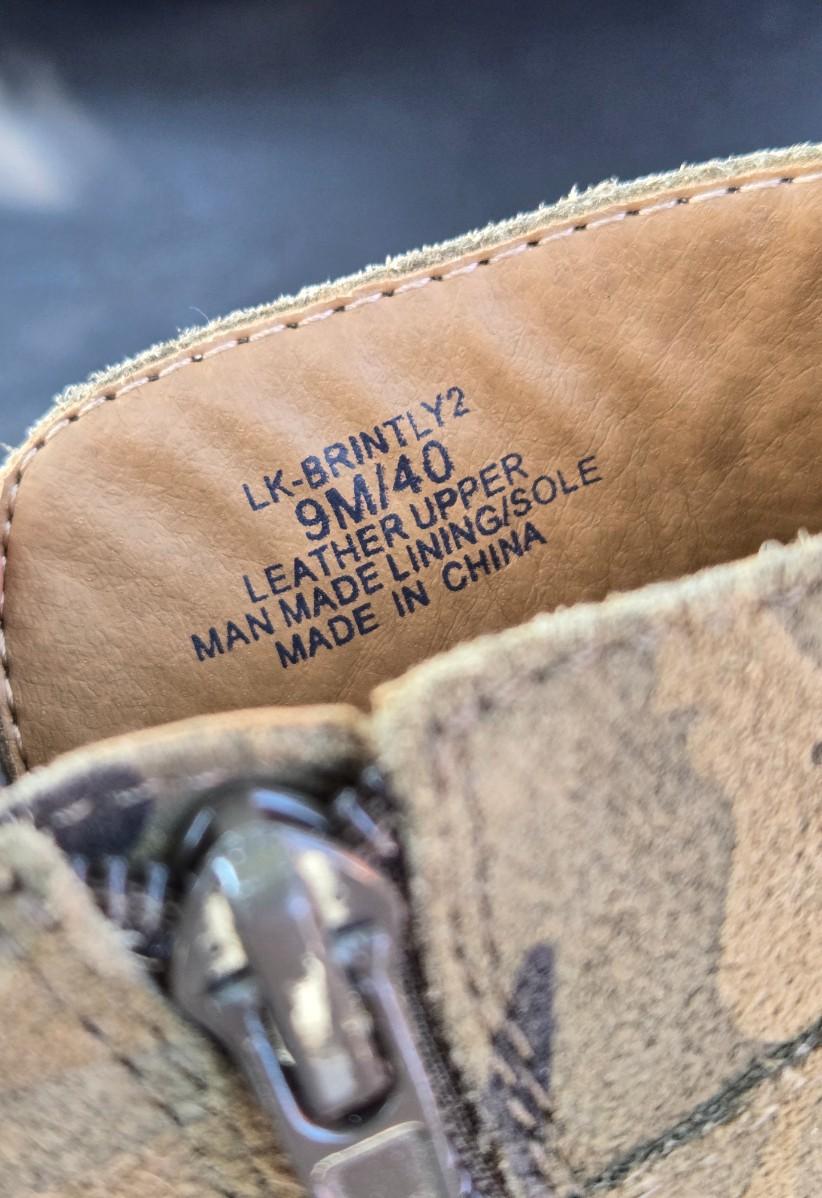 LK-BRINTLY2
9M/40
LEATHER UPPER
MAN MADE LINING/SOLE
MADE IN CHINA